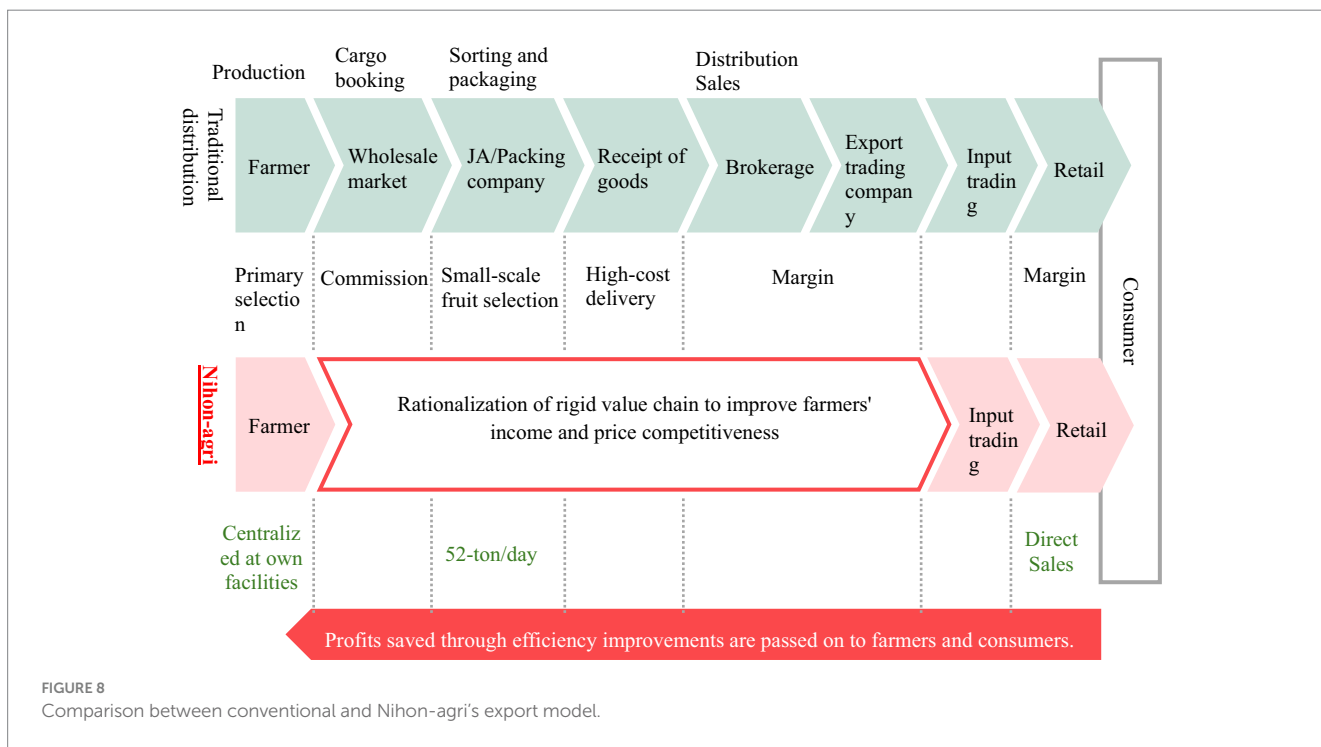 Production
Cargo
booking
Sorting and
packaging
Distribution
Sales
Traditional
distribution
Farmer
Wholesale
market
JA/Packing
company
Receipt of
goods
Brokerage
Export
trading
compan
y
Input
tradin
g
Retail
Consumer
Primary
selectio
n
Commission
Small-scale
fruit selection
High-cost
delivery
Margin
Margin
Nihon-agri
Farmer
Rationalization of rigid value chain to improve farmers'
income and price competitiveness
Input
tradin
g
Retail
Centraliz
ed at own
facilities
52-ton/day
Direct
Sales
Profits saved through efficiency improvements are passed on to farmers and consumers.
FIGURE 8
Comparison between conventional and Nihon-agri’s export model.